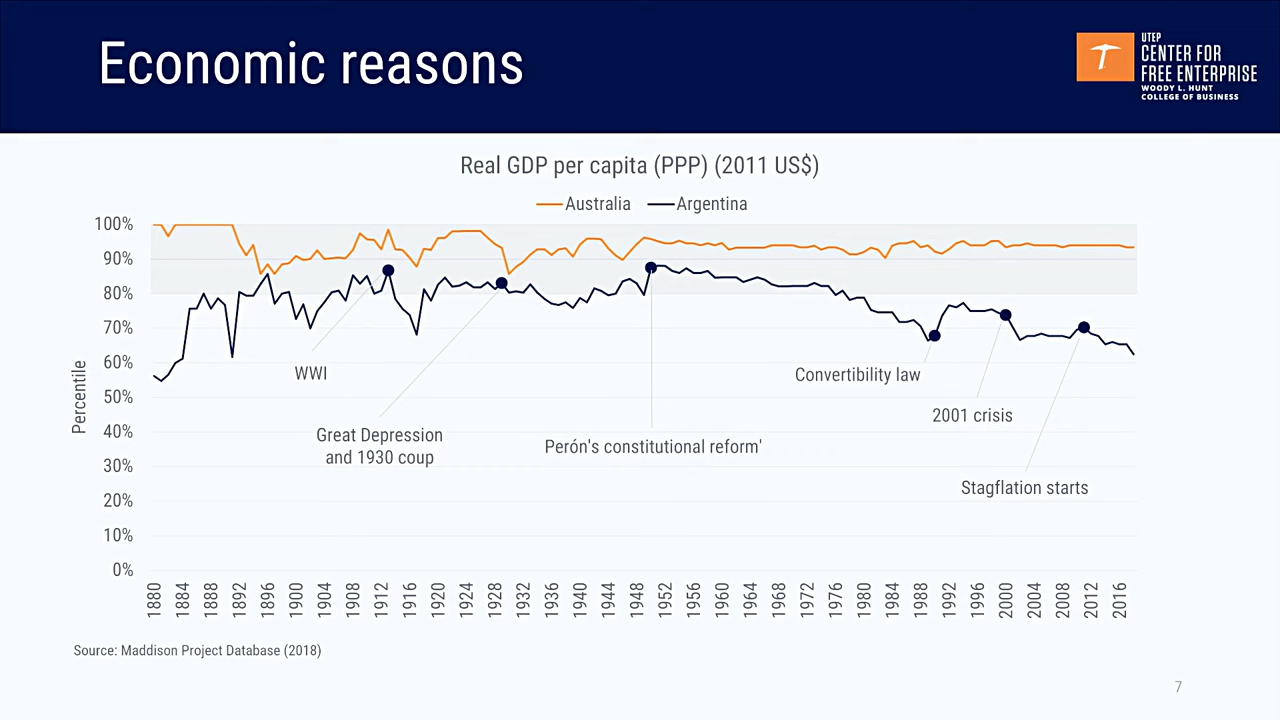 Economic reasons
UTEP
CENTER FOR
FREE ENTERPRISE
WOODY L. HUNT
COLLEGE OF BUSINESS
Real GDP per capita (PPP) (2011 US$)
Australia Argentina
100%
90%
80%
70%
60%
50%
40%
30%
20%
10%
0%
Percentile
WWI
Great Depression
and 1930 coup
Perón's constitutional reform'
Convertibility law
2001 crisis
Stagflation starts
1880 1884 1888 1892 1896 1900 1904 1908 1912 1916 1920 1924 1928 1932 1936 1940 1944 1948 1952 1956 1960 1964 1968 1972 1976 1980 1984 1988 1992 1996 2000 2004 2008 2012 2016
Source: Maddison Project Database (2018)
7